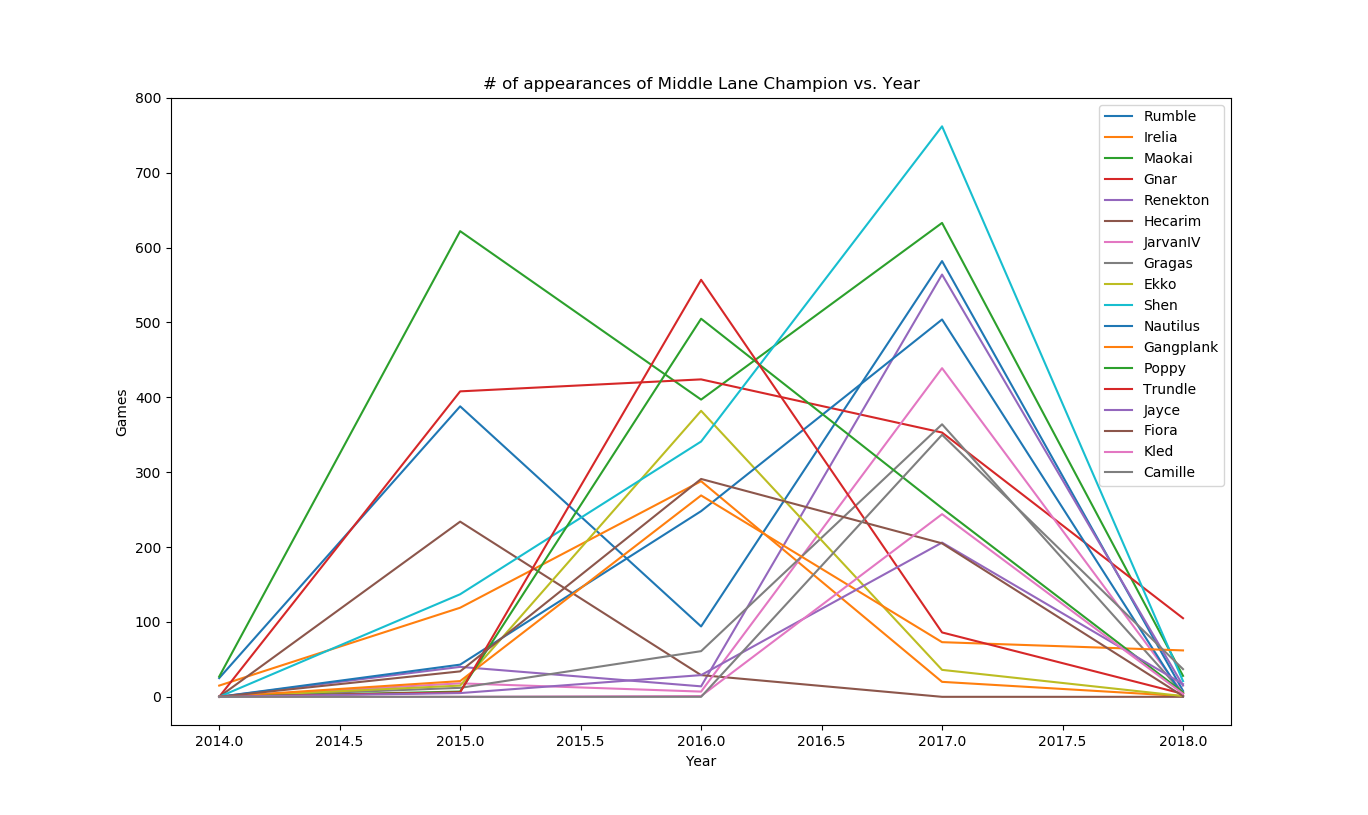 # of appearances of Middle Lane Champion vs. Year
800
700
600
500
400
300
200
100
0
Games
2014.0 2014.5 2015.0 2015.5 2016.0 2016.5 2017.0 2017.5 2018.0
Year
Rumble
Irelia
Maokai
Gnar
Renekton
Hecarim
JarvanIV
Gragas
Ekko
Shen
Nautilus
Gangplank
Poppy
Trundle
Jayce
Fiora
Kled
Camille